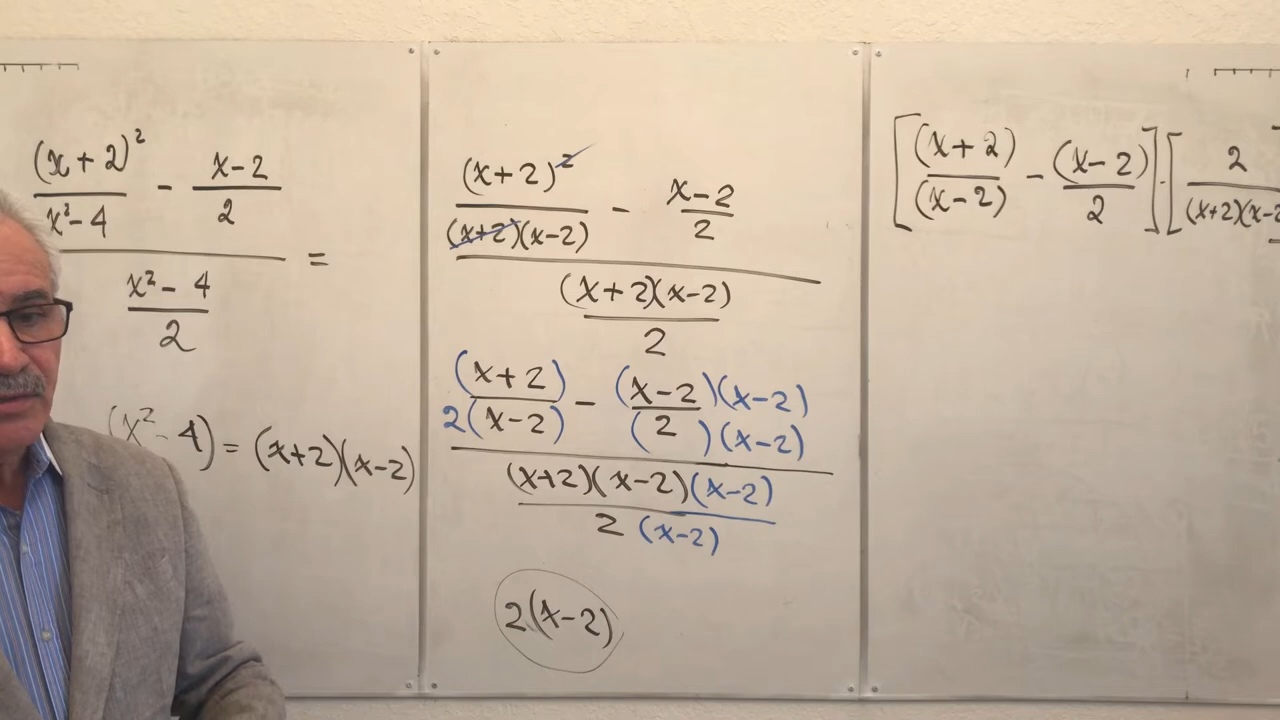 (x+2)²/x²-4 - x-2/2
=
x²-4/2
(x²-4) = (x+2)(x-2)
(x+2)²/(x+2)(x-2) - x-2/2
(x+2)(x-2)/2
(x+2)/2(x-2) - (x-2/2)(x-2)/(x-2)
(x+2)(x-2)(x-2)/2(x-2)
2(x-2)
[(x+2)/(x-2) - (x-2)/2]·[2/(x+2)(x-2